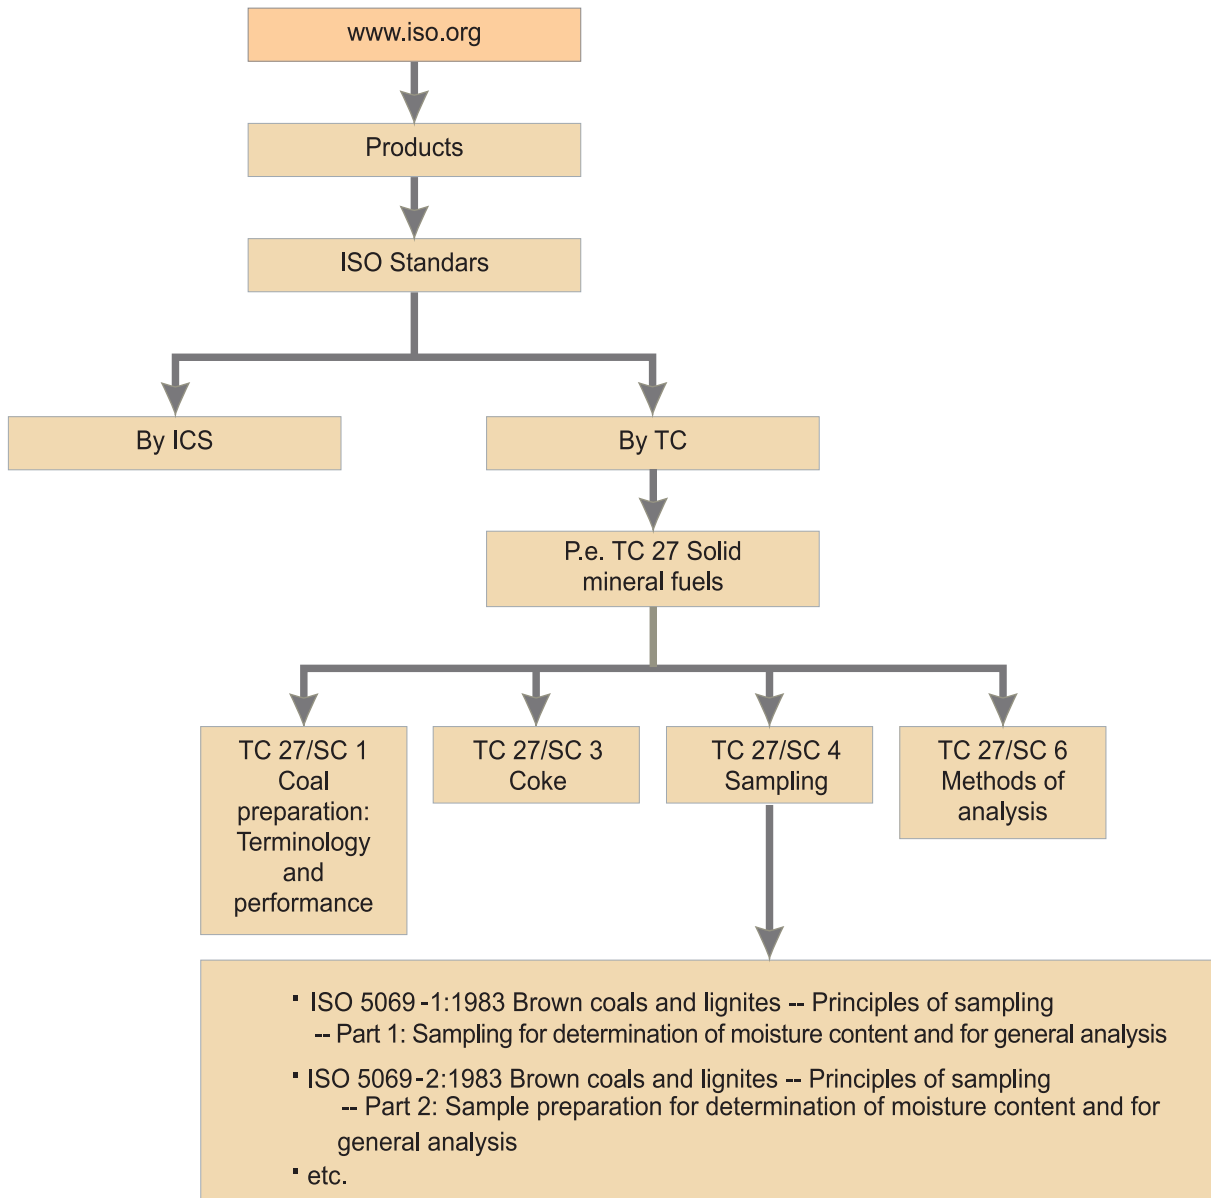 www.iso.org
Products
ISO Standars
By ICS
By TC
P.e. TC 27 Solid
mineral fuels
TC 27/SC 1
Coal
preparation:
Terminology
and
performance
TC 27/SC 3
Coke
TC 27/SC 4
Sampling
TC 27/SC 6
Methods of
analysis
· ISO 5069 -1:1983 Brown coals and lignites -- Principles of sampling
-- Part 1: Sampling for determination of moisture content and for general analysis
· ISO 5069-2:1983 Brown coals and lignites -- Principles of sampling
-- Part 2: Sample preparation for determination of moisture content and for
general analysis
· etc.